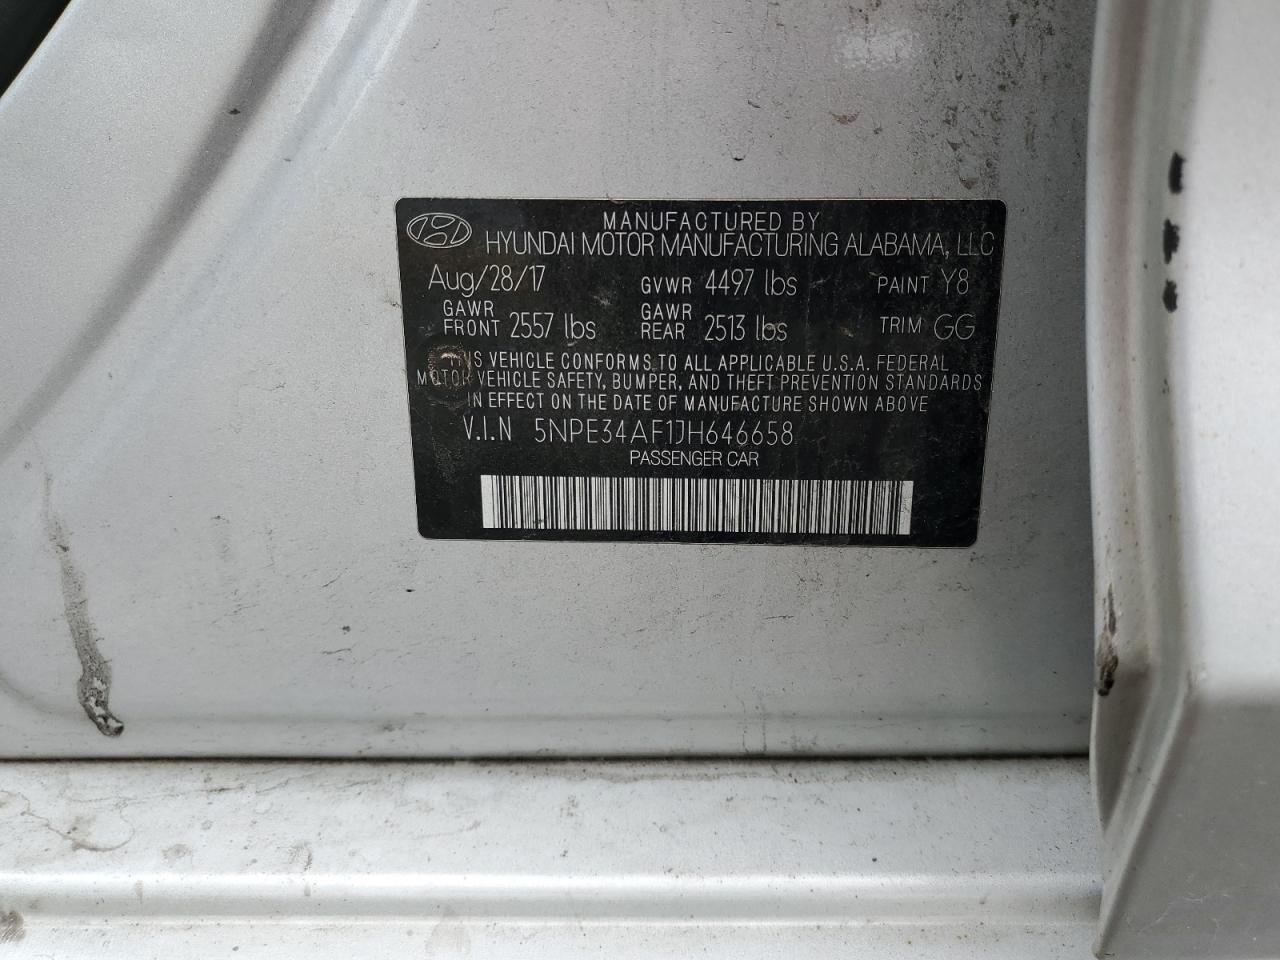 MANUFACTURED BY
HYUNDAI MOTOR MANUFACTURING ALABAMA, LLC
Aug/28/17 GVWR 4497 lbs PAINT Y8
GAWR FRONT 2557 lbs GAWR REAR 2513 lbs TRIM GG
THIS VEHICLE CONFORMS TO ALL APPLICABLE U.S.A. FEDERAL
MOTOR VEHICLE SAFETY, BUMPER, AND THEFT PREVENTION STANDARDS
IN EFFECT ON THE DATE OF MANUFACTURE SHOWN ABOVE
V.I.N 5NPE34AF1JH646658
PASSENGER CAR